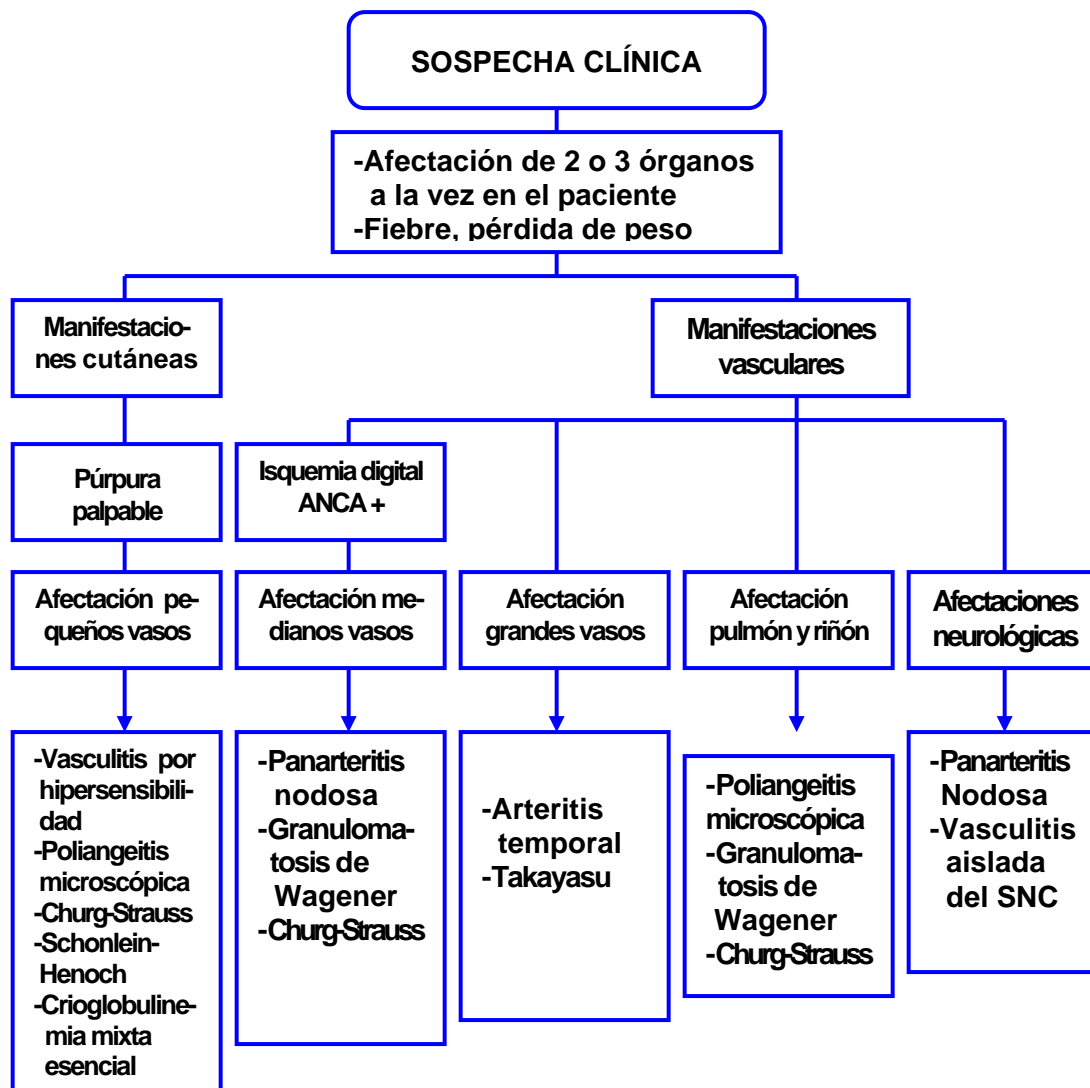 SOSPECHA CLÍNICA
-Afectación de 2 o 3 órganos
a la vez en el paciente
-Fiebre, pérdida de peso
Manifestacio-
nes cutáneas
Manifestaciones
vasculares
Púrpura
palpable
Isquemia digital
ANCA +
Afectación pe-
queños vasos
Afectación me-
dianos vasos
Afectación
grandes vasos
Afectación
pulmón y riñón
Afectaciones
neurológicas
-Vasculitis por
hipersensibili-
dad
-Poliangeitis
microscópica
-Churg-Strauss
-Schonlein-
Henoch
-Crioglobuline-
mia mixta
esencial
-Panarteritis
nodosa
-Granuloma-
tosis de
Wagener
-Churg-Strauss
-Arteritis
temporal
-Takayasu
-Poliangeitis
microscópica
-Granuloma-
tosis de
Wagener
-Churg-Strauss
-Panarteritis
Nodosa
-Vasculitis
aislada
del SNC